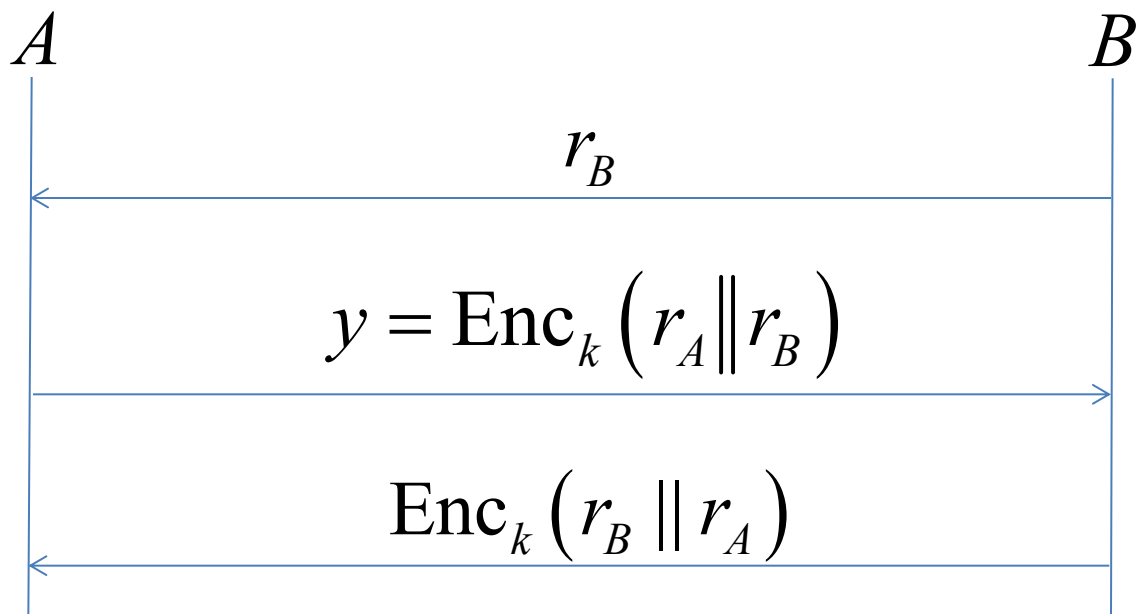 A B
r_B
y = Enc_k (r_A‖r_B)
Enc_k (r_B ‖ r_A)